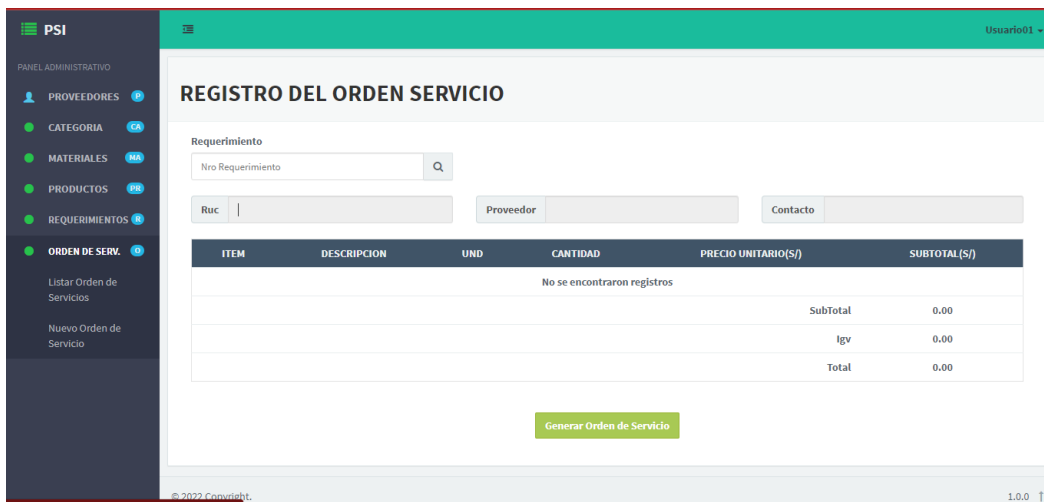 PSI
Usuario01
PANEL ADMINISTRATIVO
PROVEEDORES P
CATEGORIA CA
MATERIALES MA
PRODUCTOS PR
REQUERIMIENTOS R
ORDEN DE SERV. O
Listar Orden de
Servicios
Nuevo Orden de
Servicio
REGISTRO DEL ORDEN SERVICIO
Requerimiento
Nro Requerimiento
Ruc Proveedor Contacto
ITEM DESCRIPCION UND CANTIDAD PRECIO UNITARIO(S/) SUBTOTAL(S/)
No se encontraron registros
SubTotal 0.00
Igv 0.00
Total 0.00
Generar Orden de Servicio
© 2022 Copyright. 1.0.0